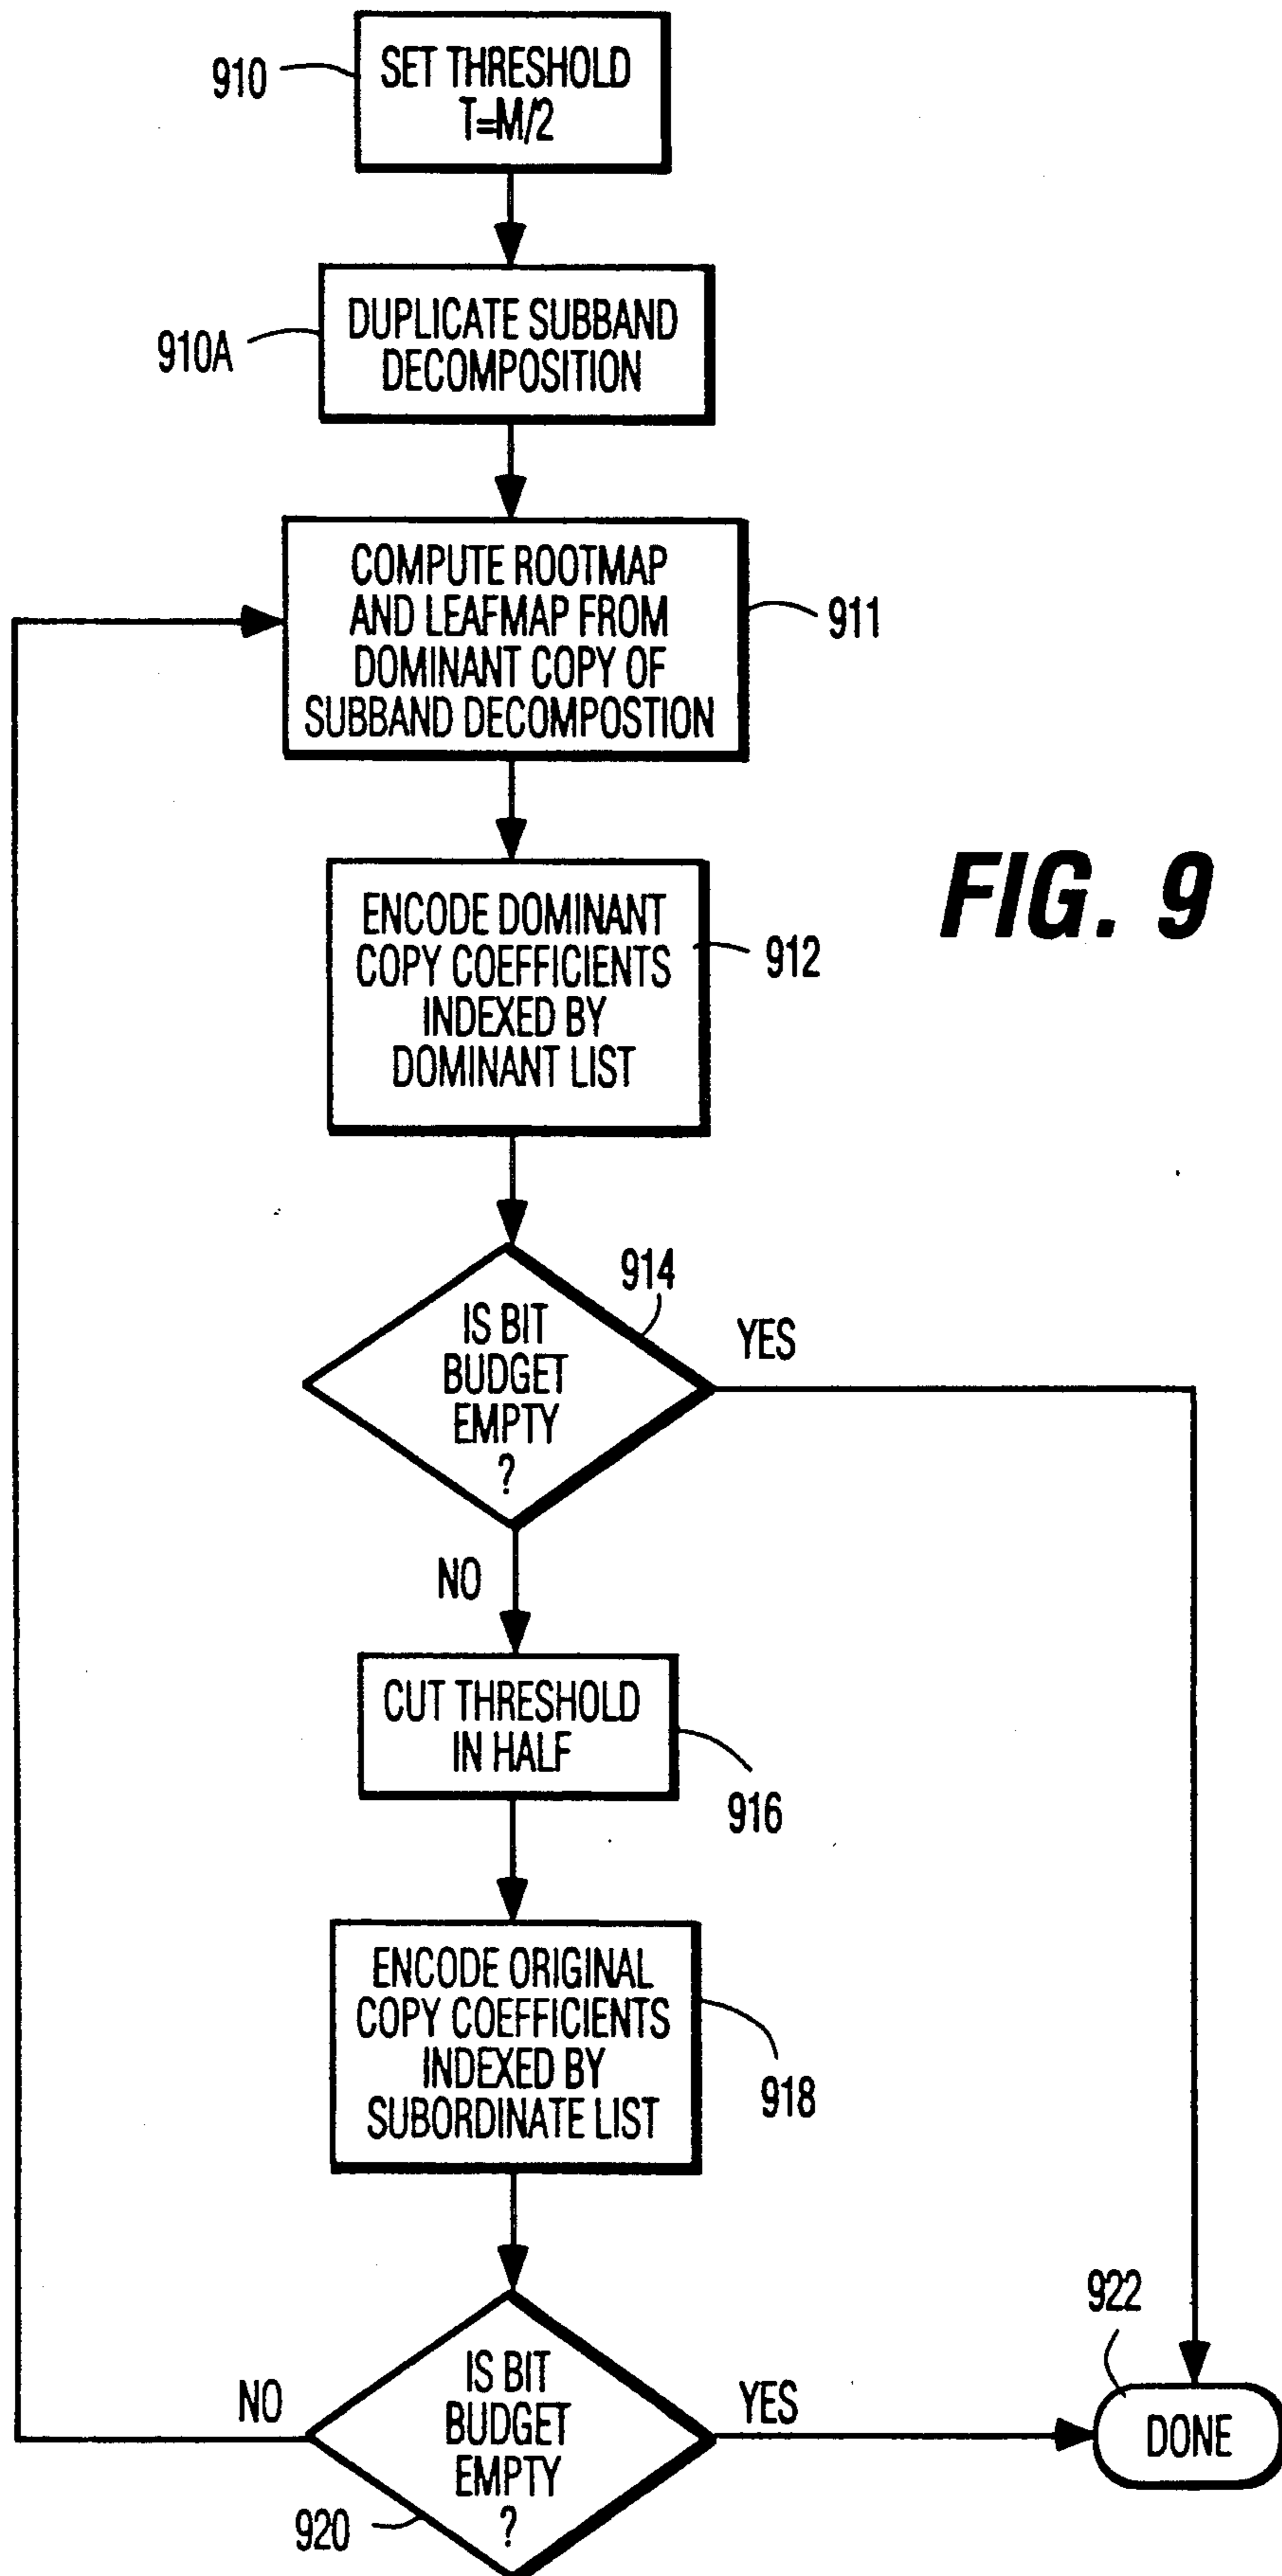 910
SET THRESHOLD
T=M/2
910A
DUPLICATE SUBBAND
DECOMPOSITION
COMPUTE ROOTMAP
AND LEAFMAP FROM
DOMINANT COPY OF
SUBBAND DECOMPOSTION
911
ENCODE DOMINANT
COPY COEFFICIENTS
INDEXED BY
DOMINANT LIST
912
FIG. 9
IS BIT
BUDGET
EMPTY
?
914
YES
NO
CUT THRESHOLD
IN HALF
916
ENCODE ORIGINAL
COPY COEFFICIENTS
INDEXED BY
SUBORDINATE LIST
918
IS BIT
BUDGET
EMPTY
?
920
NO
YES
922
DONE